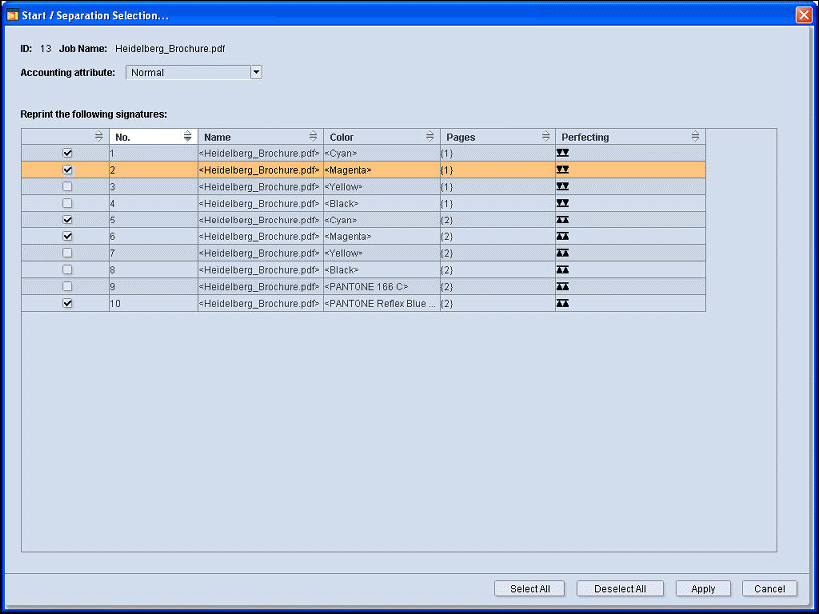 Start / Separation Selection...
ID: 13 Job Name: Heidelberg_Brochure.pdf
Accounting attribute: Normal
Reprint the following signatures:
No. Name Color Pages Perfecting
1 <Heidelberg_Brochure.pdf> <Cyan> {1}
2 <Heidelberg_Brochure.pdf> <Magenta> {1}
3 <Heidelberg_Brochure.pdf> <Yellow> {1}
4 <Heidelberg_Brochure.pdf> <Black> {1}
5 <Heidelberg_Brochure.pdf> <Cyan> {2}
6 <Heidelberg_Brochure.pdf> <Magenta> {2}
7 <Heidelberg_Brochure.pdf> <Yellow> {2}
8 <Heidelberg_Brochure.pdf> <Black> {2}
9 <Heidelberg_Brochure.pdf> <PANTONE 166 C> {2}
10 <Heidelberg_Brochure.pdf> <PANTONE Reflex Blue ... {2}
Select All Deselect All Apply Cancel